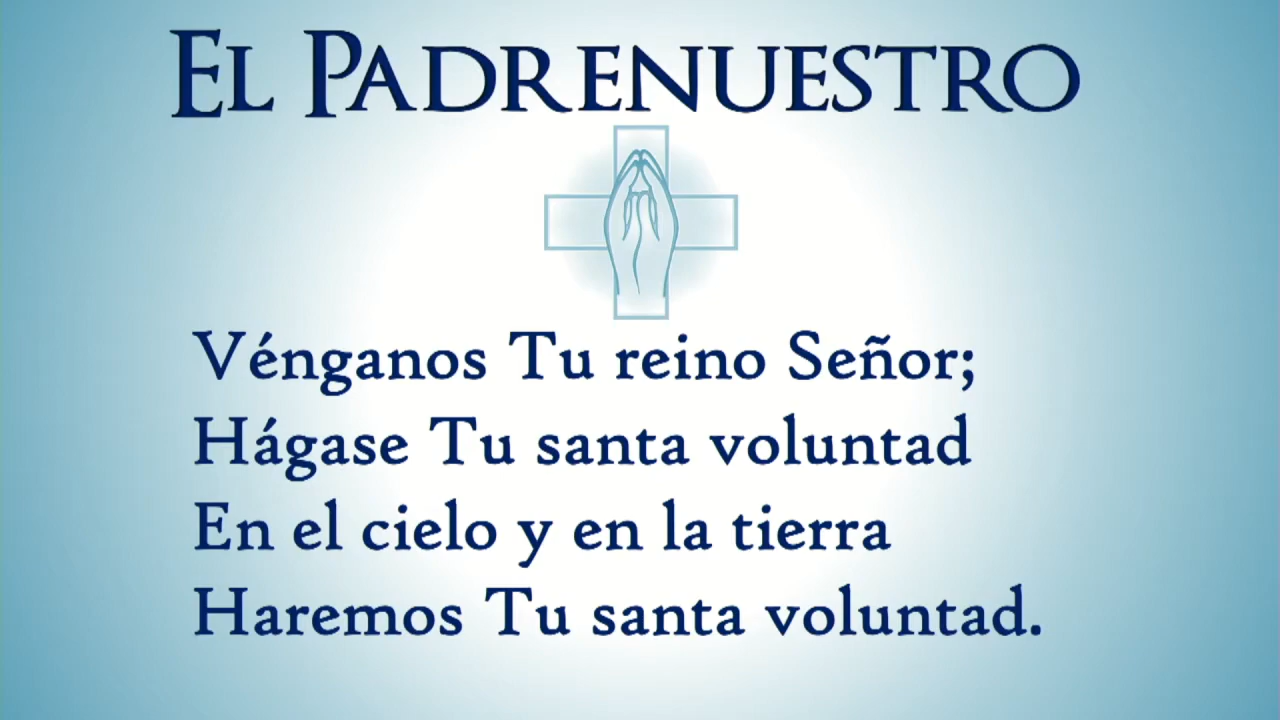 EL PADRENUESTRO
Vénganos Tu reino Señor;
Hágase Tu santa voluntad
En el cielo y en la tierra
Haremos Tu santa voluntad.